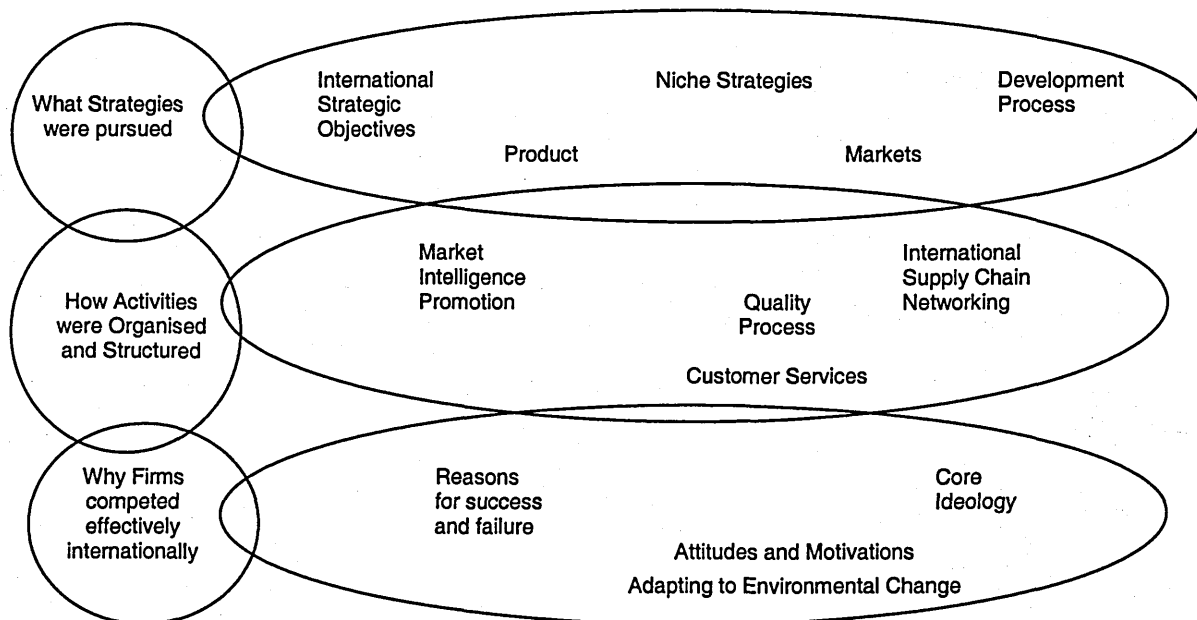 What Strategies
were pursued
International
Strategic
Objectives
Niche Strategies
Development
Process
Product
Markets
How Activities
were Organised
and Structured
Market
Intelligence
Promotion
International
Supply Chain
Networking
Quality
Process
Customer Services
Why Firms
competed
effectively
internationally
Reasons
for success
and failure
Core
Ideology
Attitudes and Motivations
Adapting to Environmental Change